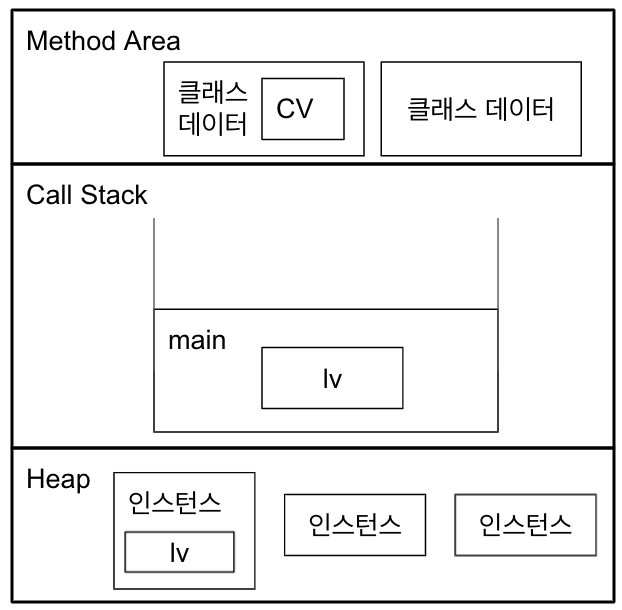 Method Area
클래스
데이터
CV
클래스 데이터
Call Stack
main
lv
Heap
인스턴스
lv
인스턴스
인스턴스